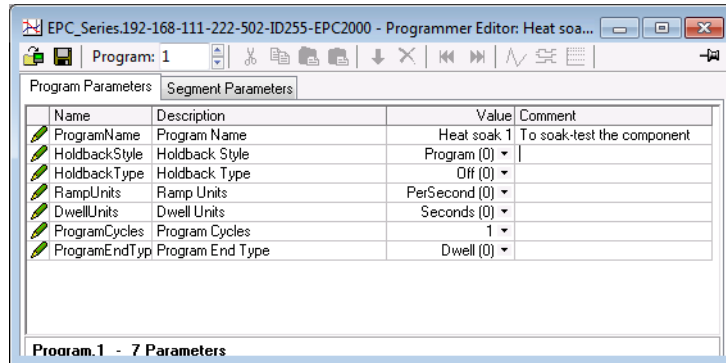 EPC_Series.192-168-111-222-502-ID255-EPC2000 - Programmer Editor: Heat soa...
Program: 1
Program Parameters Segment Parameters
Name Description Value Comment
ProgramName Program Name Heat soak 1 To soak-test the component
HoldbackStyle Holdback Style Program (0)
HoldbackType Holdback Type Off (0)
RampUnits Ramp Units PerSecond (0)
DwellUnits Dwell Units Seconds (0)
ProgramCycles Program Cycles 1
ProgramEndTyp Program End Type Dwell (0)
Program.1 - 7 Parameters